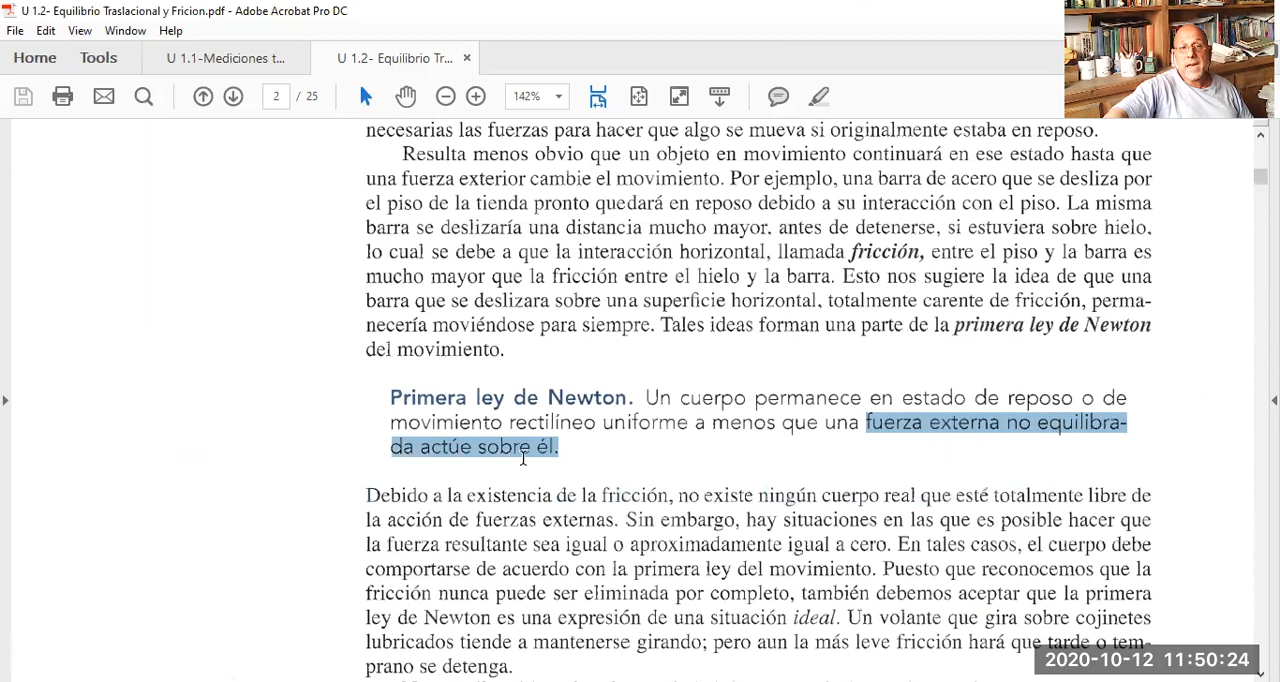 U 1.2- Equilibrio Traslacional y Fricion.pdf - Adobe Acrobat Pro DC
File Edit View Window Help
Home Tools U 1.1-Mediciones t... U 1.2- Equilibrio Tr... ×
2 / 25 142%
necesarias las fuerzas para hacer que algo se mueva si originalmente estaba en reposo.
Resulta menos obvio que un objeto en movimiento continuará en ese estado hasta que
una fuerza exterior cambie el movimiento. Por ejemplo, una barra de acero que se desliza por
el piso de la tienda pronto quedará en reposo debido a su interacción con el piso. La misma
barra se deslizaría una distancia mucho mayor, antes de detenerse, si estuviera sobre hielo,
lo cual se debe a que la interacción horizontal, llamada fricción, entre el piso y la barra es
mucho mayor que la fricción entre el hielo y la barra. Esto nos sugiere la idea de que una
barra que se deslizara sobre una superficie horizontal, totalmente carente de fricción, perma-
necería moviéndose para siempre. Tales ideas forman una parte de la primera ley de Newton
del movimiento.
Primera ley de Newton. Un cuerpo permanece en estado de reposo o de
movimiento rectilíneo uniforme a menos que una fuerza externa no equilibra-
da actúe sobre él.
Debido a la existencia de la fricción, no existe ningún cuerpo real que esté totalmente libre de
la acción de fuerzas externas. Sin embargo, hay situaciones en las que es posible hacer que
la fuerza resultante sea igual o aproximadamente igual a cero. En tales casos, el cuerpo debe
comportarse de acuerdo con la primera ley del movimiento. Puesto que reconocemos que la
fricción nunca puede ser eliminada por completo, también debemos aceptar que la primera
ley de Newton es una expresión de una situación ideal. Un volante que gira sobre cojinetes
lubricados tiende a mantenerse girando; pero aun la más leve fricción hará que tarde o tem-
prano se detenga.
2020-10-12 11:50:24